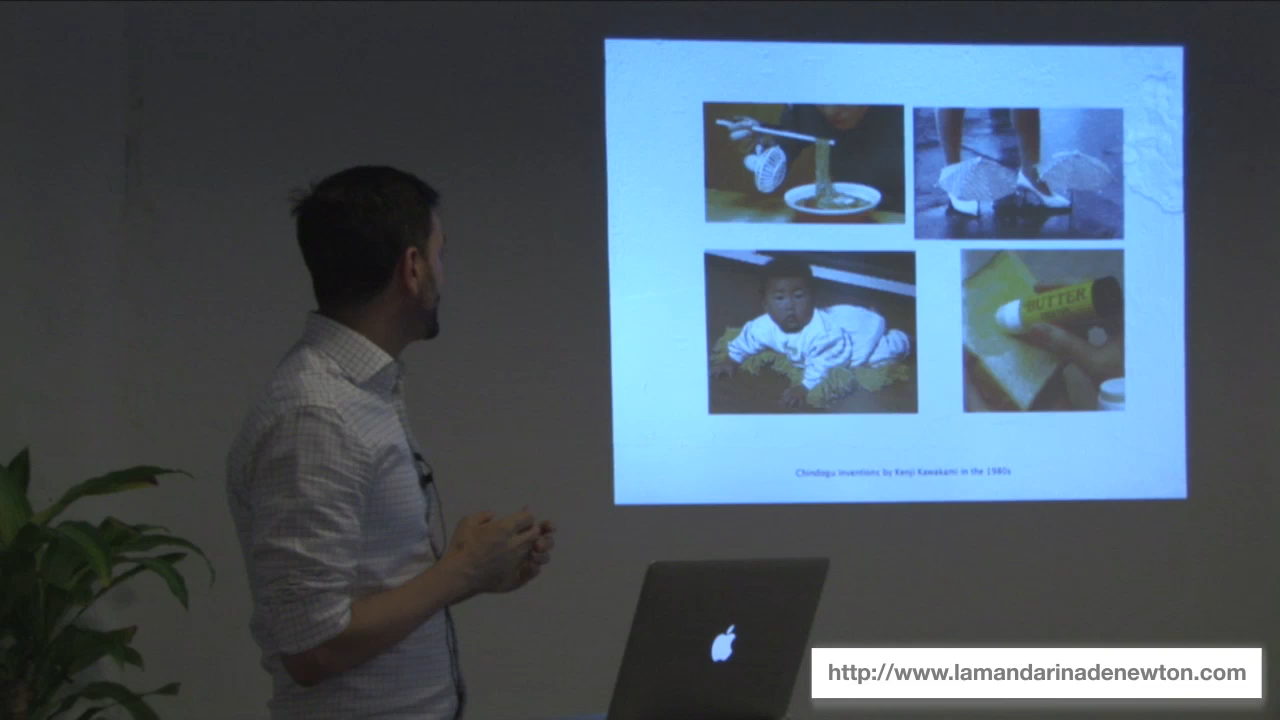 BUTTER
Chindogu inventions by Kenji Kawakami in the 1980s
http://www.lamandarinadenewton.com